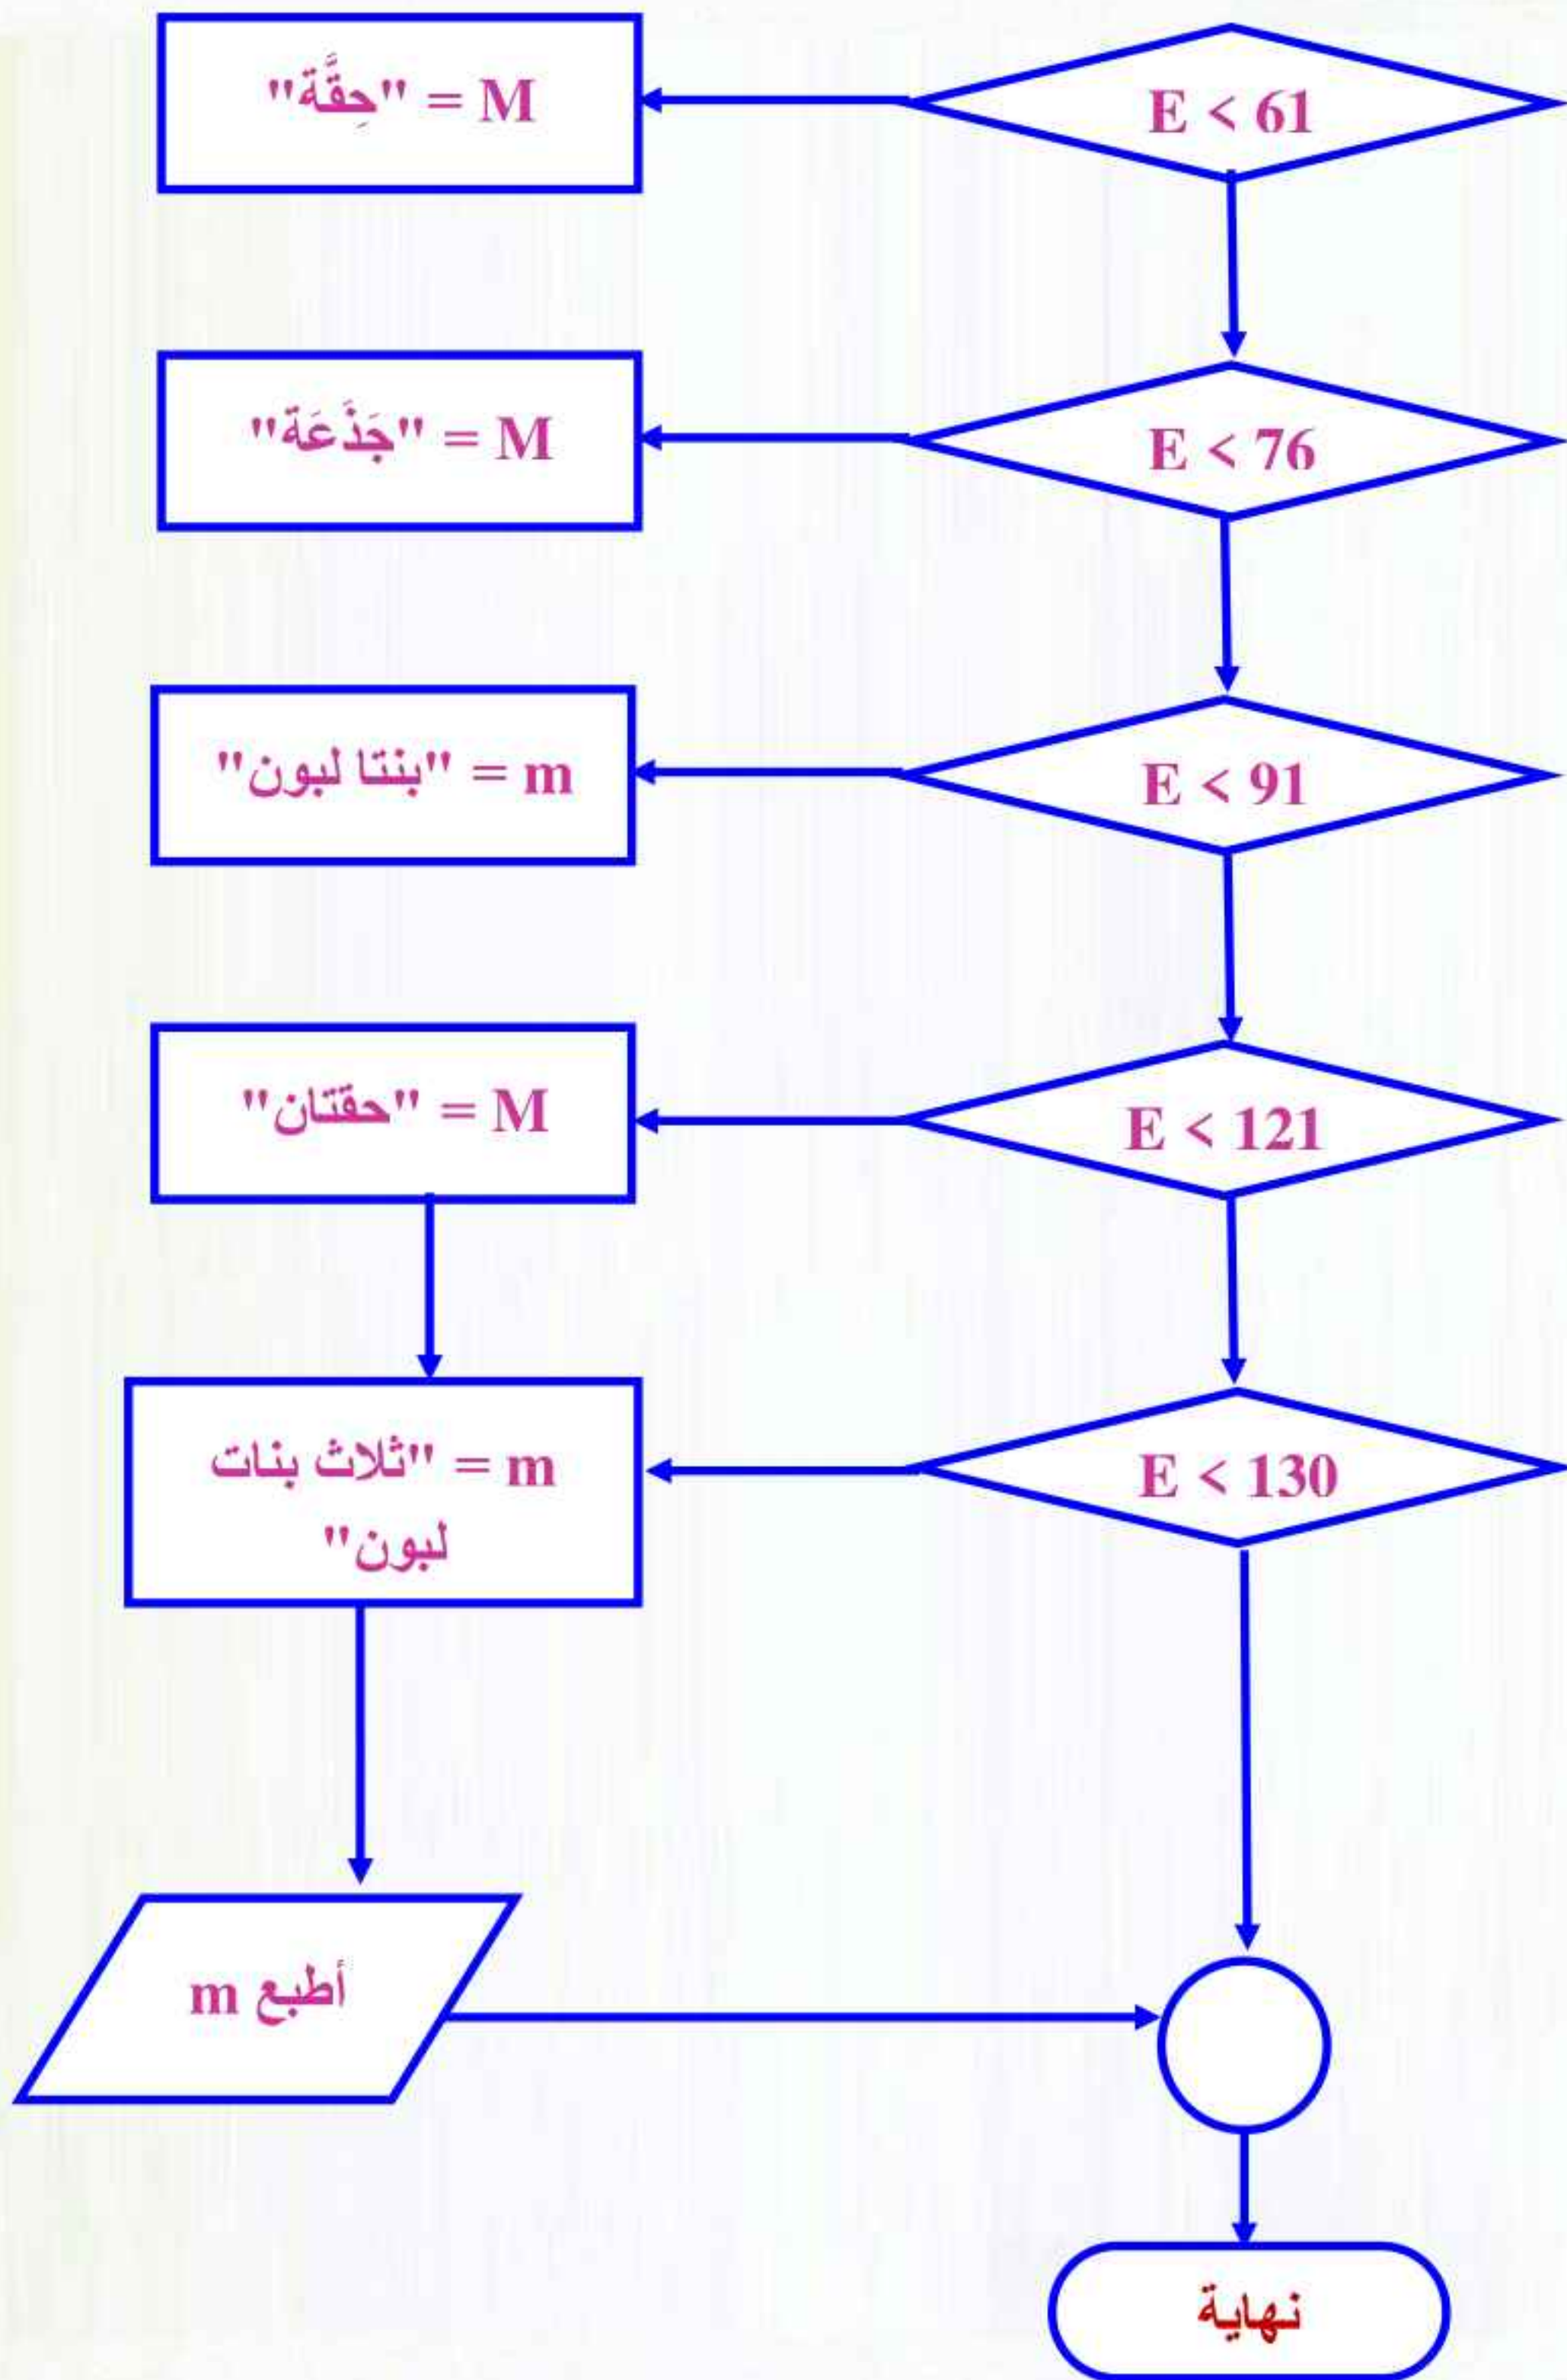 E < 61
M = "حِقَّة"
E < 76
M = "جَذَعَة"
E < 91
m = "بنتا لبون"
E < 121
M = "حقتان"
E < 130
m = "ثلاث بنات
لبون"
أطبع m
نهاية